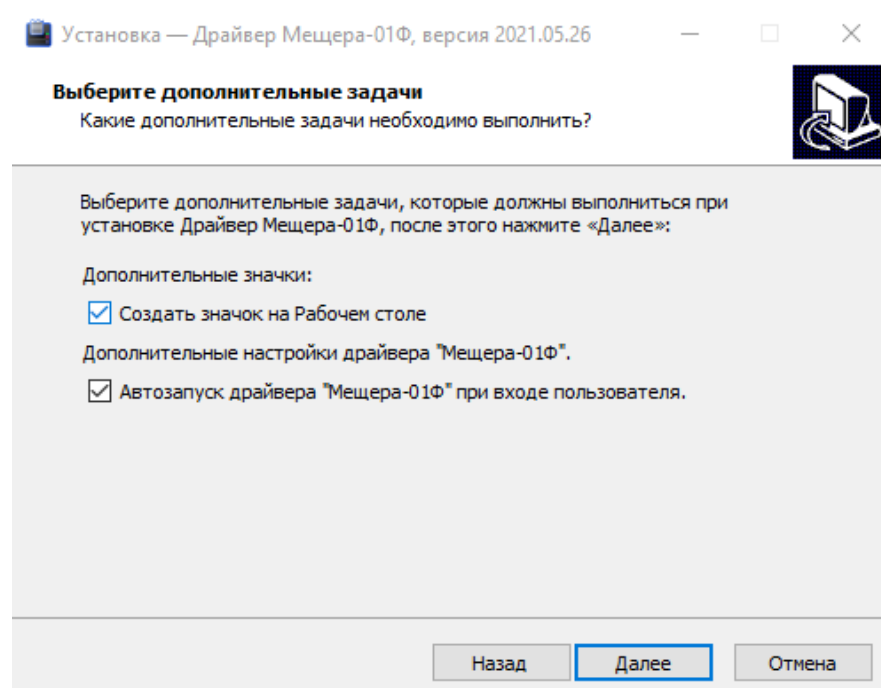 Установка — Драйвер Мещера-01Ф, версия 2021.05.26
Выберите дополнительные задачи
Какие дополнительные задачи необходимо выполнить?
Выберите дополнительные задачи, которые должны выполниться при
установке Драйвер Мещера-01Ф, после этого нажмите «Далее»:
Дополнительные значки:
Создать значок на Рабочем столе
Дополнительные настройки драйвера "Мещера-01Ф".
Автозапуск драйвера "Мещера-01Ф" при входе пользователя.
Назад Далее Отмена